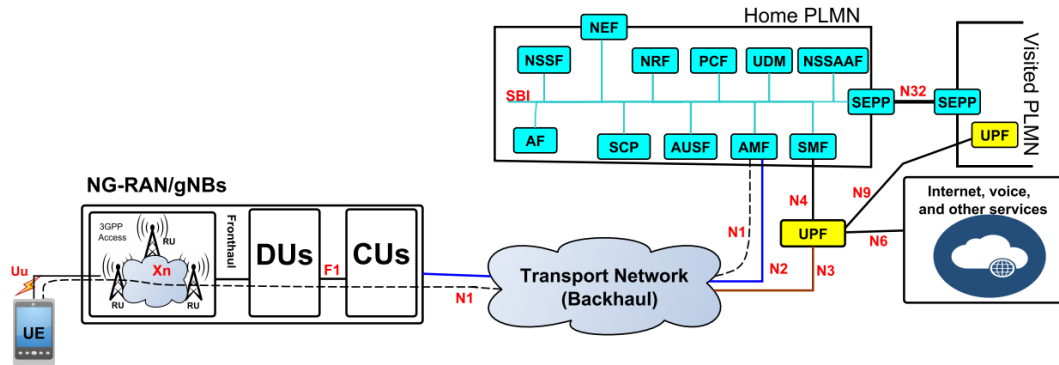 Home PLMN
NEF
NSSF
NRF
PCF
UDM
NSSAAF
SBI
SEPP
N32
SEPP
Visited PLMN
UPF
AF
SCP
AUSF
AMF
SMF
N9
Internet, voice,
and other services
N4
N1
UPF
N6
N2
N3
NG-RAN/gNBs
3GPP
Access
RU
Fronthaul
DUs
F1
CUs
Uu
Xn
RU
RU
N1
Transport Network
(Backhaul)
UE